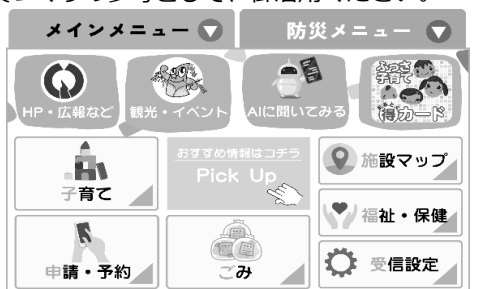 メインメニュー
防災メニュー
HP・広報など
観光・イベント
AIに聞いてみる
ふっさ
子育て
得カード
子育て
おすすめ情報はコチラ
Pick Up
施設マップ
福祉・保健
申請・予約
ごみ
受信設定